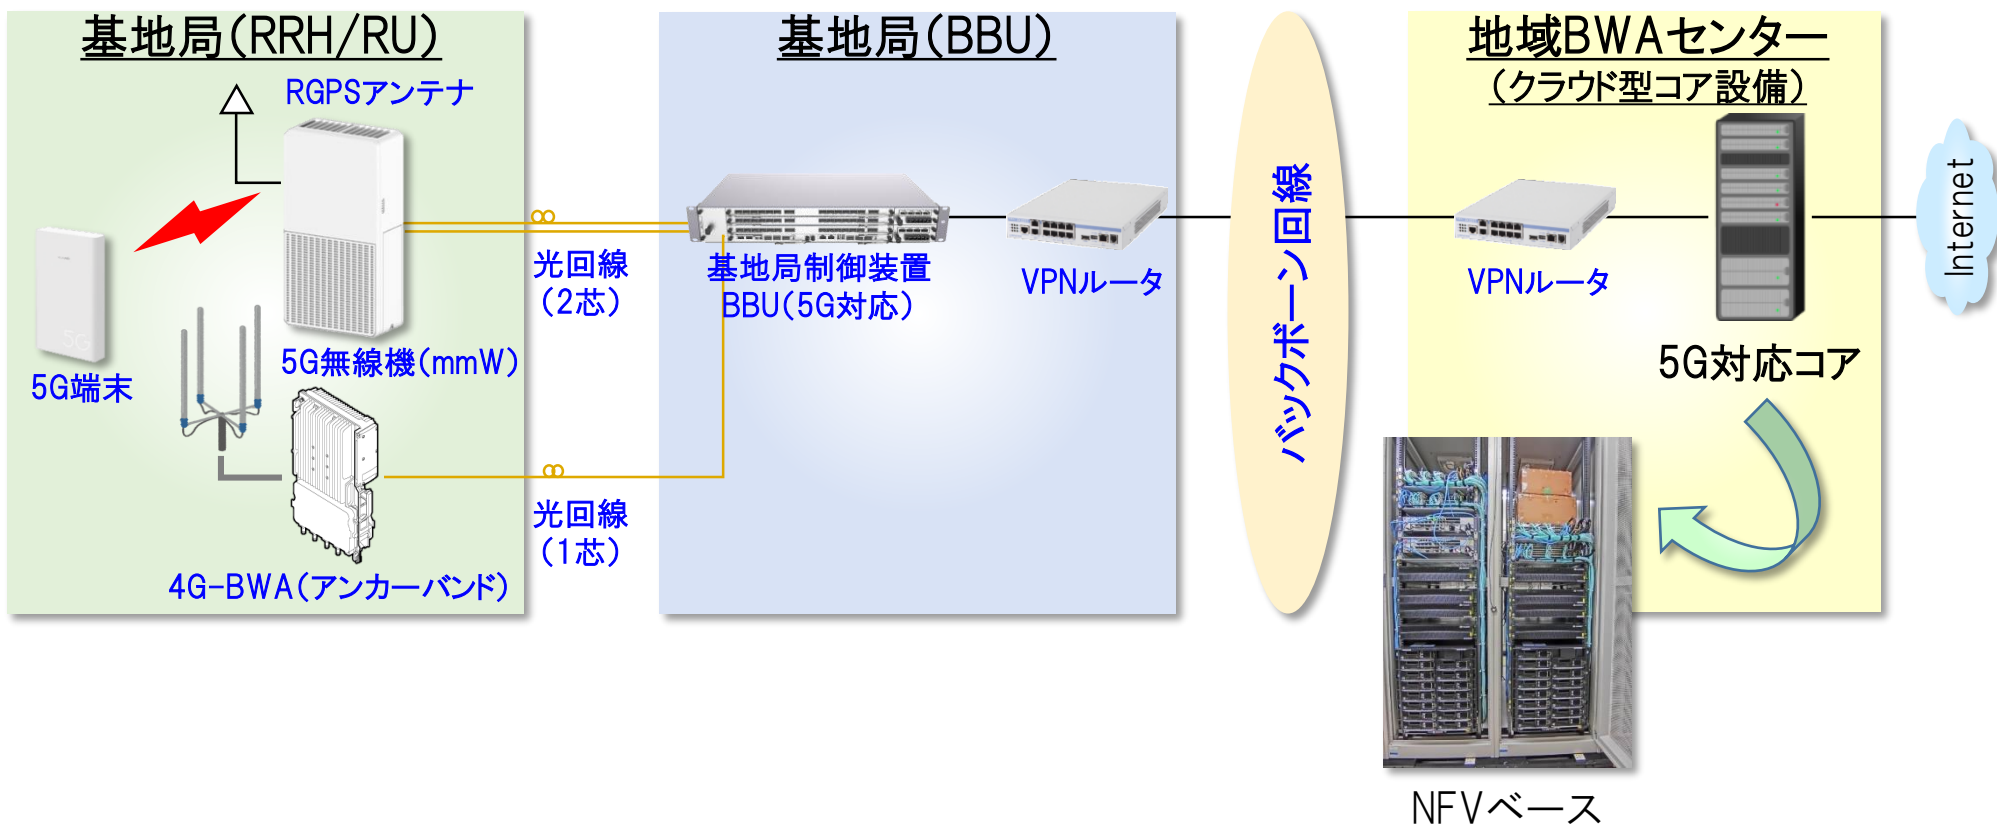 基地局(RRH/RU)
RGPSアンテナ
5G
5G端末
5G無線機(mmW)
4G-BWA(アンカーバンド)
光回線
(2芯)
光回線
(1芯)
基地局(BBU)
基地局制御装置
BBU(5G対応)
VPNルータ
バックボーン回線
地域BWAセンター
(クラウド型コア設備)
VPNルータ
5G対応コア
Internet
NFVベース